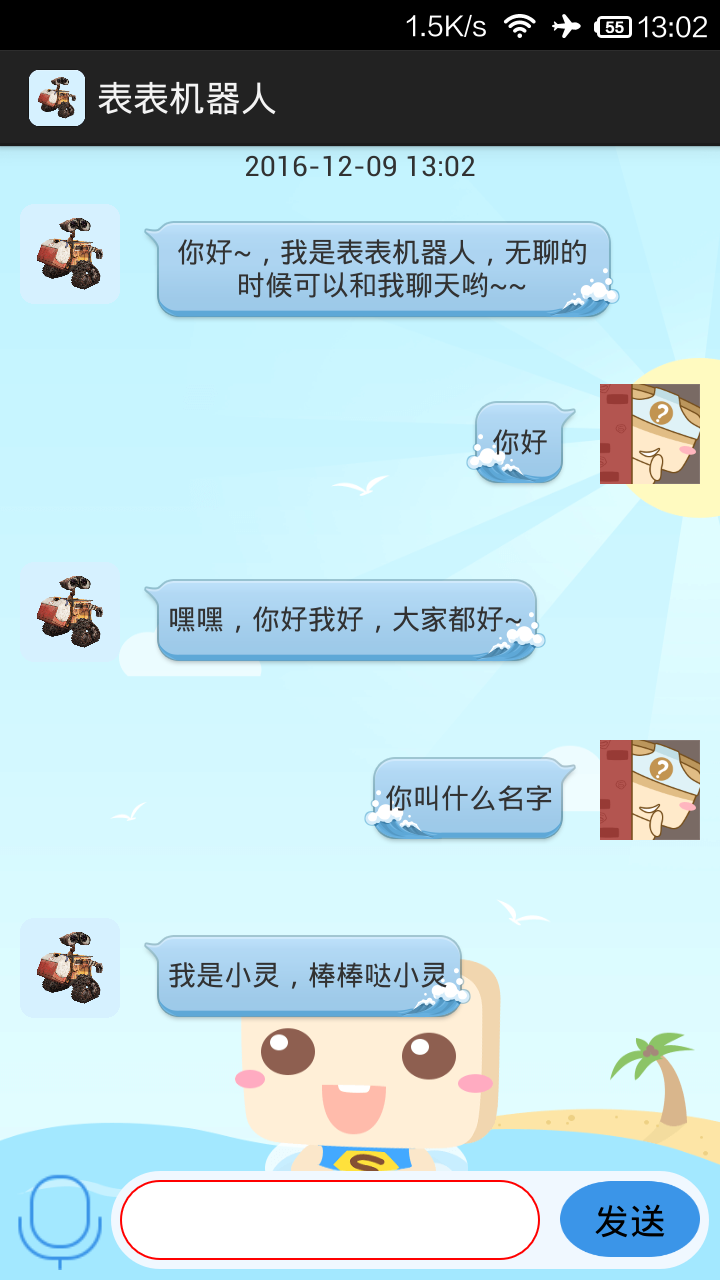 1.5K/s 55 13:02
表表机器人
2016-12-09 13:02
你好~，我是表表机器人，无聊的
时候可以和我聊天哟~~
你好
?
嘿嘿，你好我好，大家都好~
你叫什么名字
?
我是小灵，棒棒哒小灵
S
发送